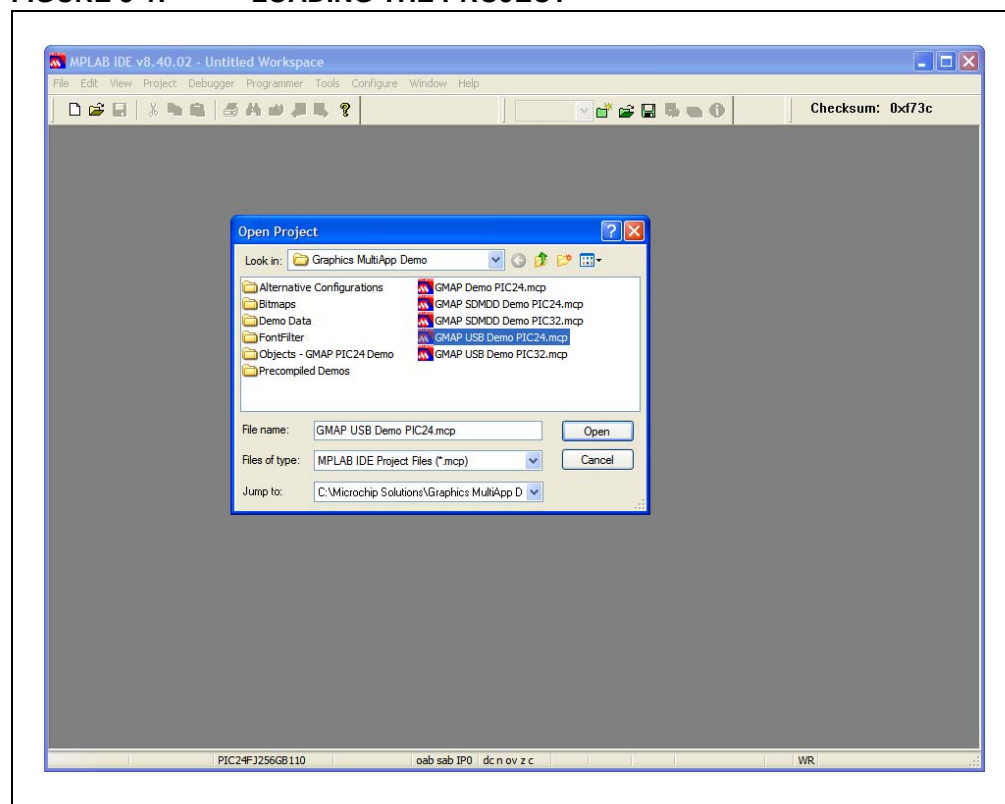 MPLAB IDE v8.40.02 - Untitled Workspace
File Edit View Project Debugger Programmer Tools Configure Window Help
Checksum: 0xf73c
Open Project
Look in: Graphics MultiApp Demo
Alternative Configurations
Bitmaps
Demo Data
FontFilter
Objects - GMAP PIC24 Demo
Precompiled Demos
GMAP Demo PIC24.mcp
GMAP SDMDD Demo PIC24.mcp
GMAP SDMDD Demo PIC32.mcp
GMAP USB Demo PIC24.mcp
GMAP USB Demo PIC32.mcp
File name: GMAP USB Demo PIC24.mcp Open
Files of type: MPLAB IDE Project Files (*.mcp) Cancel
Jump to: C:\Microchip Solutions\Graphics MultiApp D
PIC24FJ256GB110 oab sab IP0 dc n ov z c WR